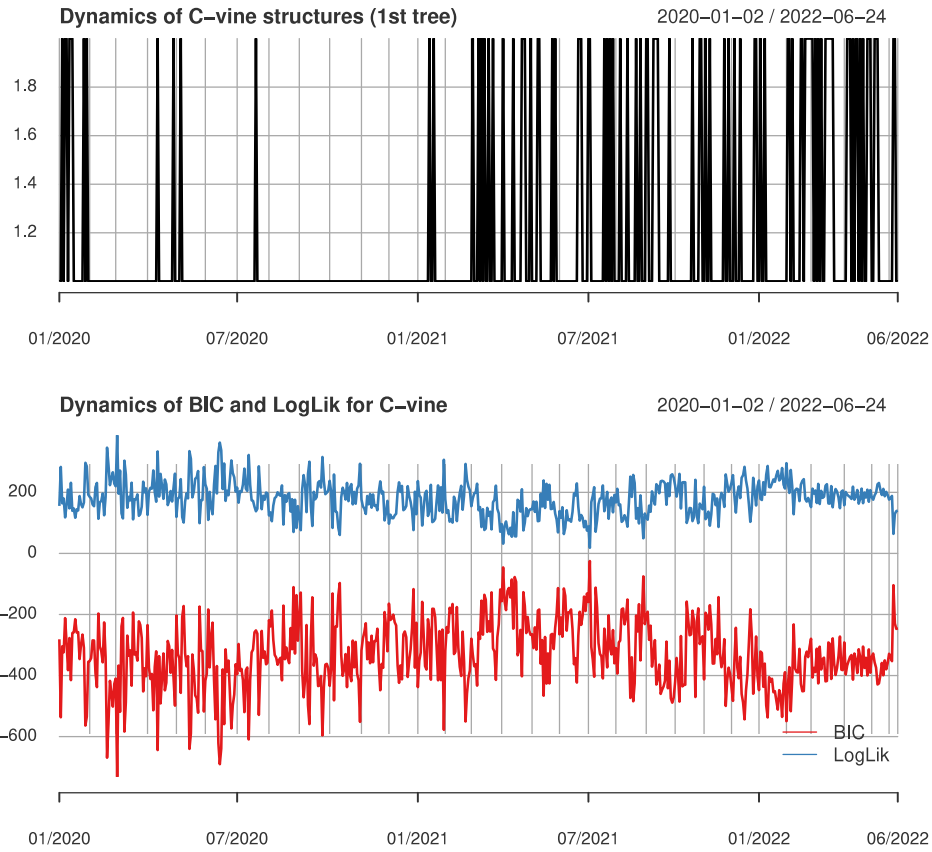 Dynamics of C−vine structures (1st tree) 2020−01−02 / 2022−06−24
1.8
1.6
1.4
1.2
01/2020 07/2020 01/2021 07/2021 01/2022 06/2022
Dynamics of BIC and LogLik for C−vine 2020−01−02 / 2022−06−24
200
0
−200
−400
−600
BIC
LogLik
01/2020 07/2020 01/2021 07/2021 01/2022 06/2022